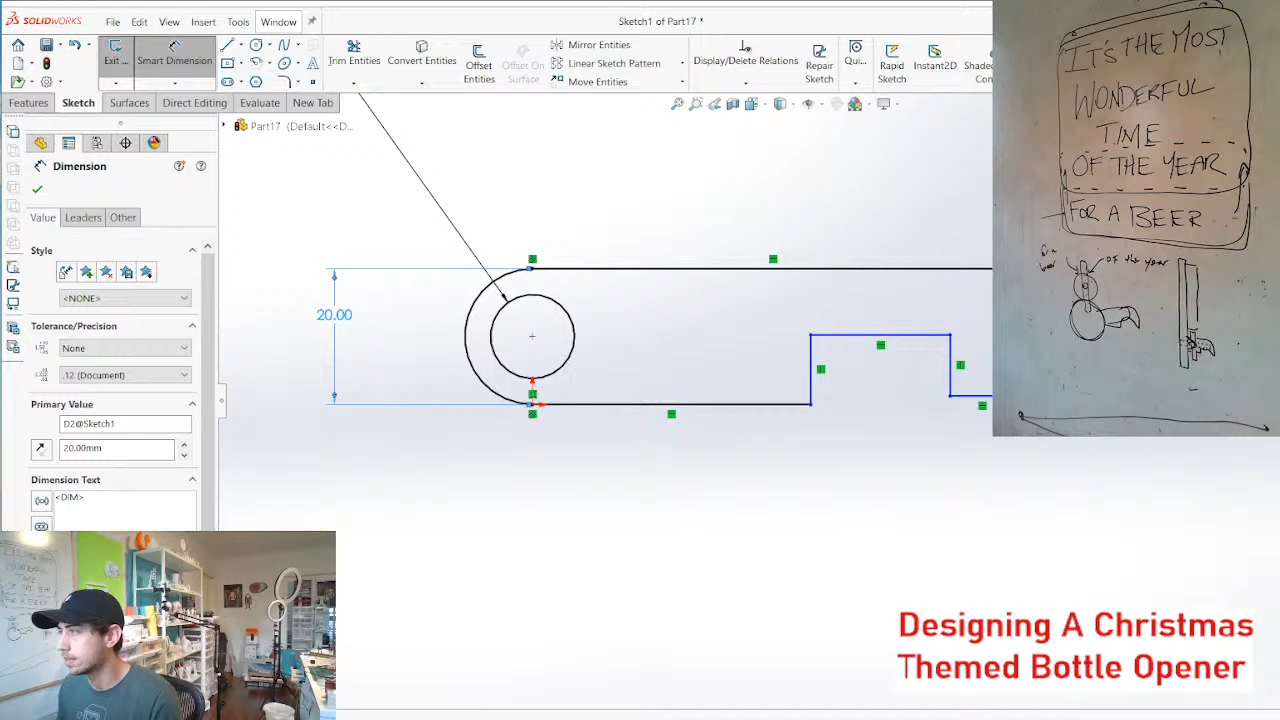 SOLIDWORKS
File Edit View Insert Tools Window
Sketch1 of Part17 *
Exit ...
Smart Dimension
Trim Entities
Convert Entities
Offset Entities
Offset On Surface
Mirror Entities
Linear Sketch Pattern
Move Entities
Display/Delete Relations
Repair Sketch
Qui...
Rapid Sketch
Instant2D
Shaded
Features Sketch Surfaces Direct Editing Evaluate New Tab
Part17 (Default<<D...
Dimension
Value Leaders Other
Style
<NONE>
Tolerance/Precision
None
.12 (Document)
Primary Value
D2@Sketch1
20.00mm
Dimension Text
<DIM>
20.00
IT'S THE MOST
WONDERFUL
TIME
OF THE YEAR
FOR A BEER
for a
beer
of the year
Designing A Christmas
Themed Bottle Opener